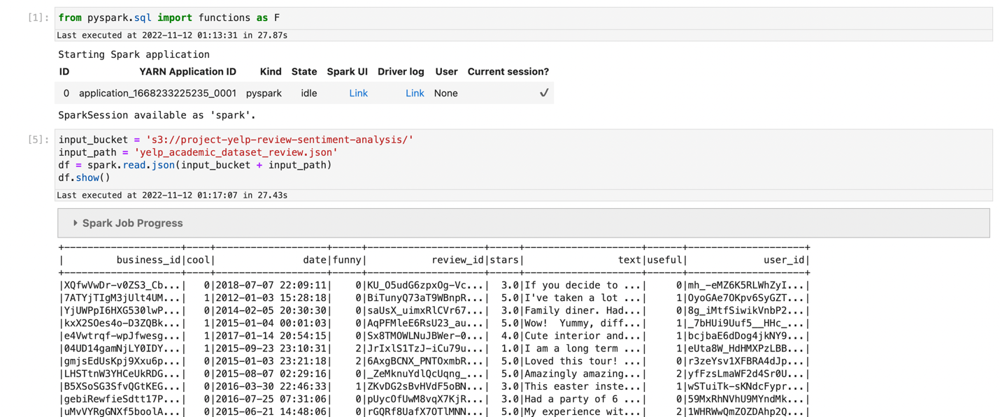 [1]: from pyspark.sql import functions as F
Last executed at 2022-11-12 01:13:31 in 27.87s
Starting Spark application
ID YARN Application ID Kind State Spark UI Driver log User Current session?
0 application_1668233225235_0001 pyspark idle Link Link None ✓
SparkSession available as 'spark'.
[5]: input_bucket = 's3://project-yelp-review-sentiment-analysis/'
input_path = 'yelp_academic_dataset_review.json'
df = spark.read.json(input_bucket + input_path)
df.show()
Last executed at 2022-11-12 01:17:07 in 27.43s
Spark Job Progress
+--------------------+----+-------------------+-----+--------------------+-----+--------------------+------+--------------------+
|         business_id|cool|               date|funny|           review_id|stars|                text|useful|             user_id|
+--------------------+----+-------------------+-----+--------------------+-----+--------------------+------+--------------------+
|XQfwVwDr-v0ZS3_Cb...|   0|2018-07-07 22:09:11|    0|KU_O5udG6zpxOg-Vc...|  3.0|If you decide to ...|     0|mh_-eMZ6K5RLWhZyI...|
|7ATYjTIgM3jUlt4UM...|   1|2012-01-03 15:28:18|    0|BiTunyQ73aT9WBnpR...|  5.0|I've taken a lot ...|     1|OyoGAe7OKpv6SyGZT...|
|YjUWPpI6HXG530lwP...|   0|2014-02-05 20:30:30|    0|saUsX_uimxRlCVr67...|  3.0|Family diner. Had...|     0|8g_iMtfSiwikVnbP2...|
|kxX2SOes4o-D3ZQBk...|   1|2015-01-04 00:01:03|    0|AqPFMleE6RsU23_au...|  5.0|Wow!  Yummy, diff...|     1|_7bHUi9Uuf5__HHc_...|
|e4Vwtrqf-wpJfwesg...|   1|2017-01-14 20:54:15|    0|Sx8TMOWLNuJBWer-0...|  4.0|Cute interior and...|     1|bcjbaE6dDog4jkNY9...|
|04UD14gamNjLY0IDY...|   1|2015-09-23 23:10:31|    2|JrIxlS1TzJ-iCu79u...|  1.0|I am a long term ...|     1|eUta8W_HdHMXPzLBB...|
|gmjsEdUsKpj9Xxu6p...|   0|2015-01-03 23:21:18|    2|6AxgBCNX_PNTOxmbR...|  5.0|Loved this tour! ...|     0|r3zeYsv1XFBRA4dJp...|
|LHSTtnW3YHCeUkRDG...|   0|2015-08-07 02:29:16|    0|_ZeMknuYdlQcUqng_...|  5.0|Amazingly amazing...|     2|yfFzsLmaWF2d4Sr0U...|
|B5XSoSG3SfvQGtKEG...|   0|2016-03-30 22:46:33|    1|ZKvDG2sBvHVdF5oBN...|  3.0|This easter inste...|     1|wSTuiTk-sKNdcFypr...|
|gebiRewfieSdtt17P...|   0|2016-07-25 07:31:06|    0|pUycOfUwM8vqX7KjR...|  3.0|Had a party of 6 ...|     0|59MxRhNVhU9MYndMk...|
|uMvVYRgGNXf5boolA...|   0|2015-06-21 14:48:06|    0|rGQRf8UafX7OTlMNN...|  5.0|My experience wit...|     2|1WHRWwQmZOZDAhp2Q...|